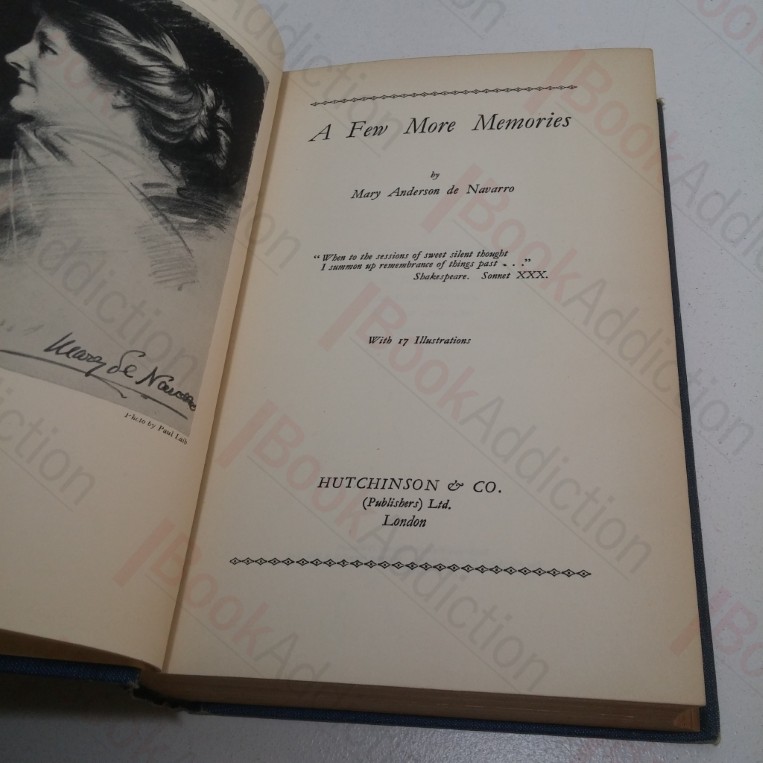 Mary de Navarro
Photo by Paul Laib
A Few More Memories
by
Mary Anderson de Navarro
"When to the sessions of sweet silent thought
I summon up remembrance of things past . . ."
Shakespeare. Sonnet XXX.
With 17 Illustrations
HUTCHINSON & CO.
(Publishers) Ltd.
London
BookAddiction